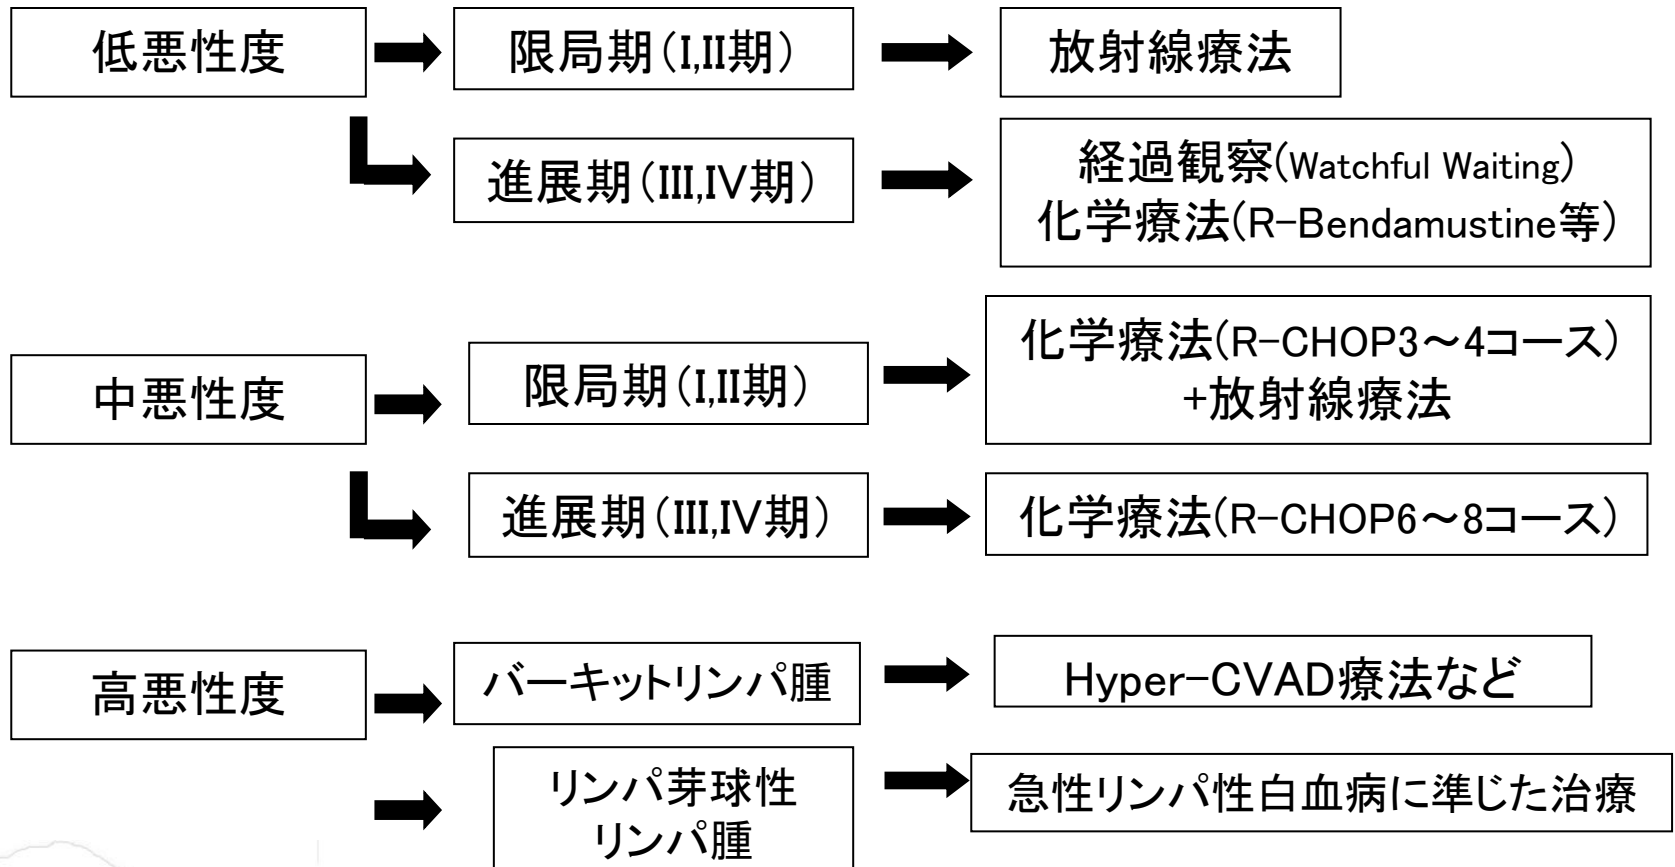 低悪性度
限局期(I,II期)
放射線療法
進展期(III,IV期)
経過観察(Watchful Waiting)
化学療法(R-Bendamustine等)
中悪性度
限局期(I,II期)
化学療法(R-CHOP3～4コース)
+放射線療法
進展期(III,IV期)
化学療法(R-CHOP6～8コース)
高悪性度
バーキットリンパ腫
Hyper-CVAD療法など
リンパ芽球性
リンパ腫
急性リンパ性白血病に準じた治療